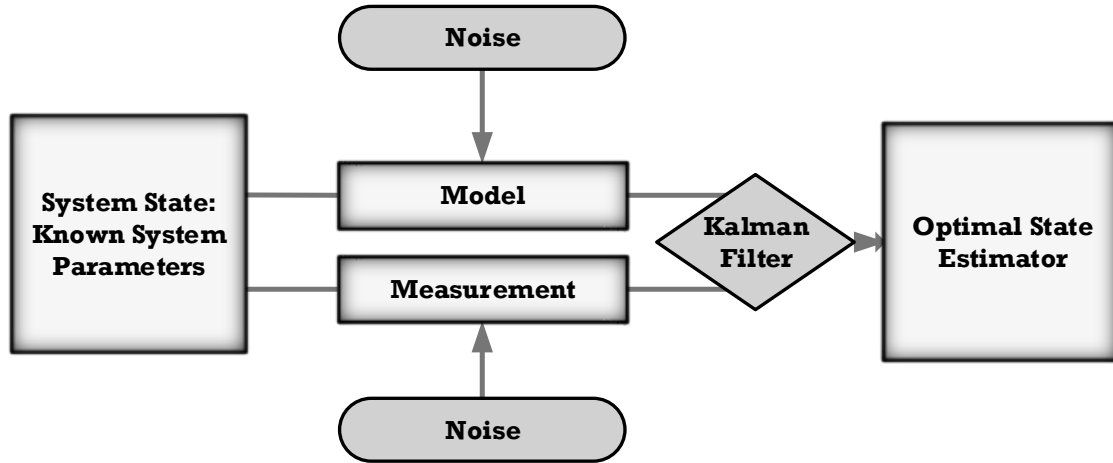 Noise
System State:
Known System
Parameters
Model
Measurement
Kalman
Filter
Optimal State
Estimator
Noise